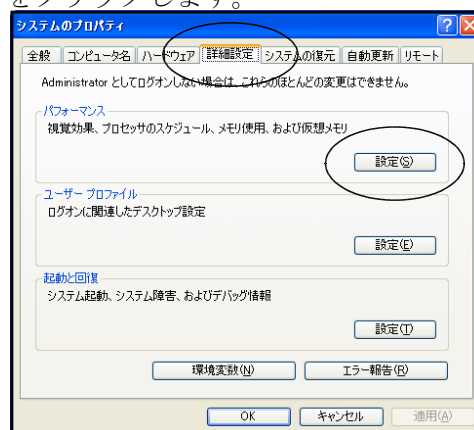 をクリックします。
システムのプロパティ
全般 コンピュータ名 ハードウェア 詳細設定 システムの復元 自動更新 リモート
Administrator としてログオンしない場合は、これらのほとんどの変更はできません。
パフォーマンス
視覚効果、プロセッサのスケジュール、メモリ使用、および仮想メモリ
設定(S)
ユーザー プロファイル
ログオンに関連したデスクトップ設定
設定(E)
起動と回復
システム起動、システム障害、およびデバッグ情報
設定(T)
環境変数(N) エラー報告(R)
OK キャンセル 適用(A)